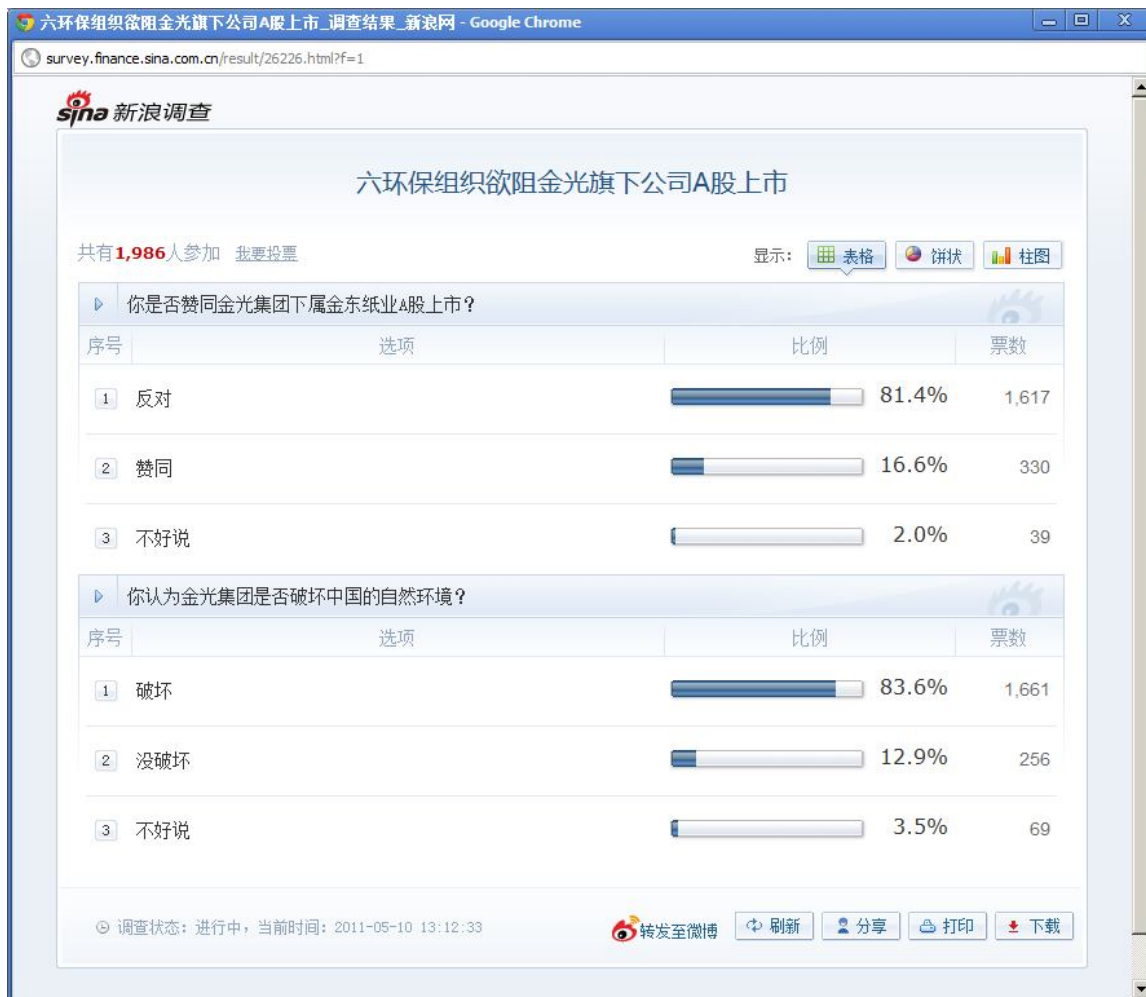 六环保组织欲阻金光旗下公司A股上市_调查结果_新浪网 - Google Chrome
survey.finance.sina.com.cn/result/26226.html?f=1
sina 新浪调查
六环保组织欲阻金光旗下公司A股上市
共有1,986人参加 我要投票 显示： 表格 饼状 柱图
你是否赞同金光集团下属金东纸业A股上市？
序号 选项 比例 票数
1 反对 81.4% 1,617
2 赞同 16.6% 330
3 不好说 2.0% 39
你认为金光集团是否破坏中国的自然环境？
序号 选项 比例 票数
1 破坏 83.6% 1,661
2 没破坏 12.9% 256
3 不好说 3.5% 69
调查状态：进行中，当前时间：2011-05-10 13:12:33 转发至微博 刷新 分享 打印 下载